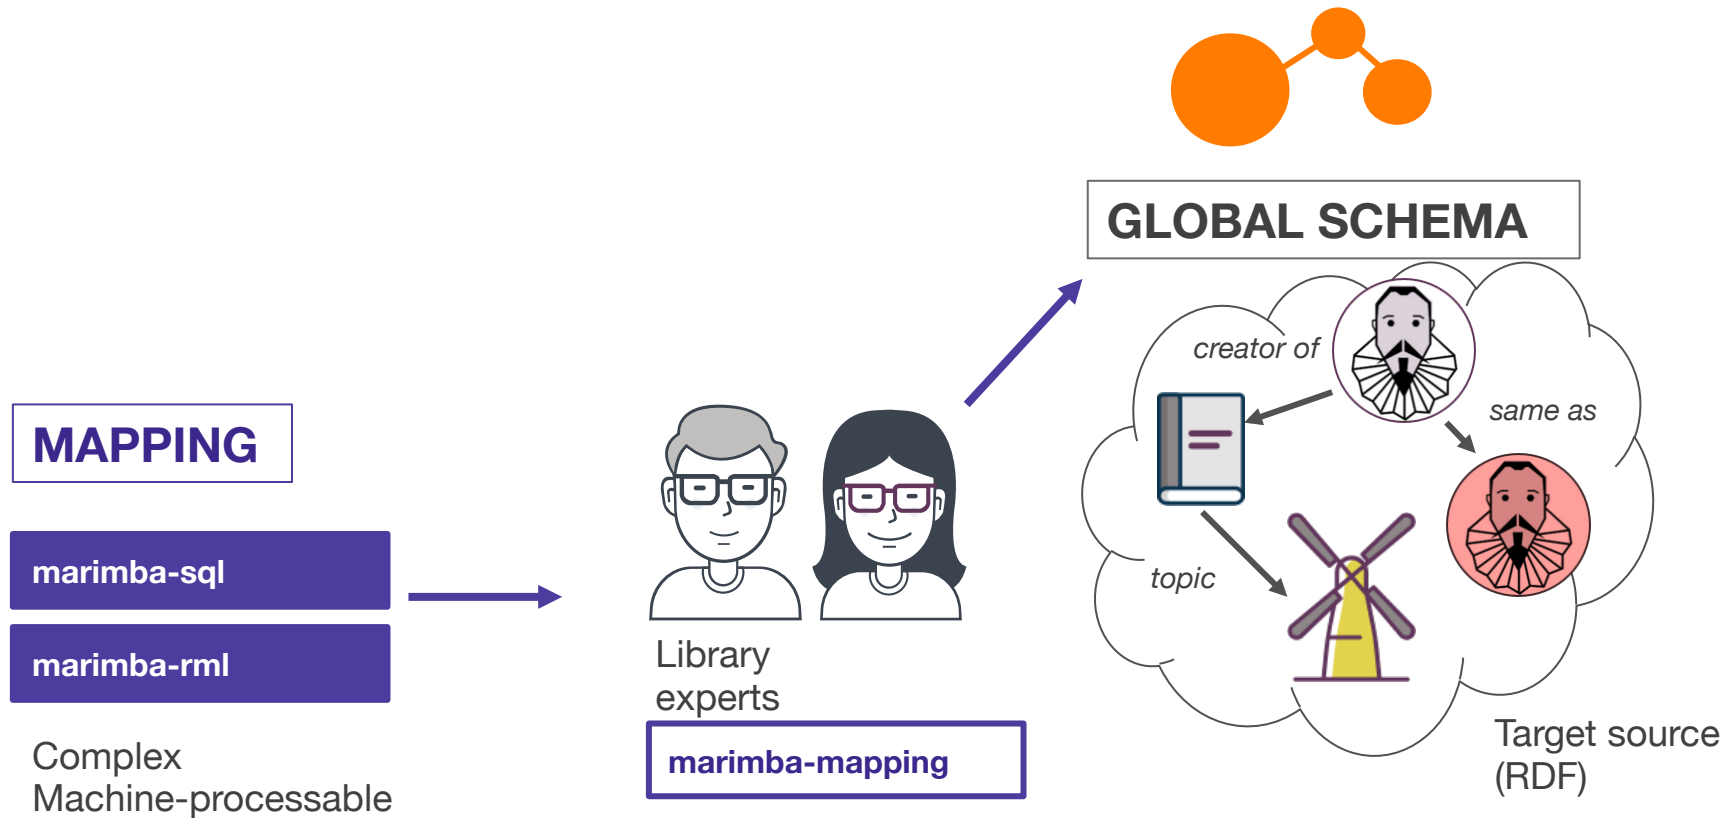 MAPPING
marimba-sql
marimba-rml
Complex
Machine-processable
Library
experts
marimba-mapping
GLOBAL SCHEMA
creator of
same as
topic
Target source
(RDF)